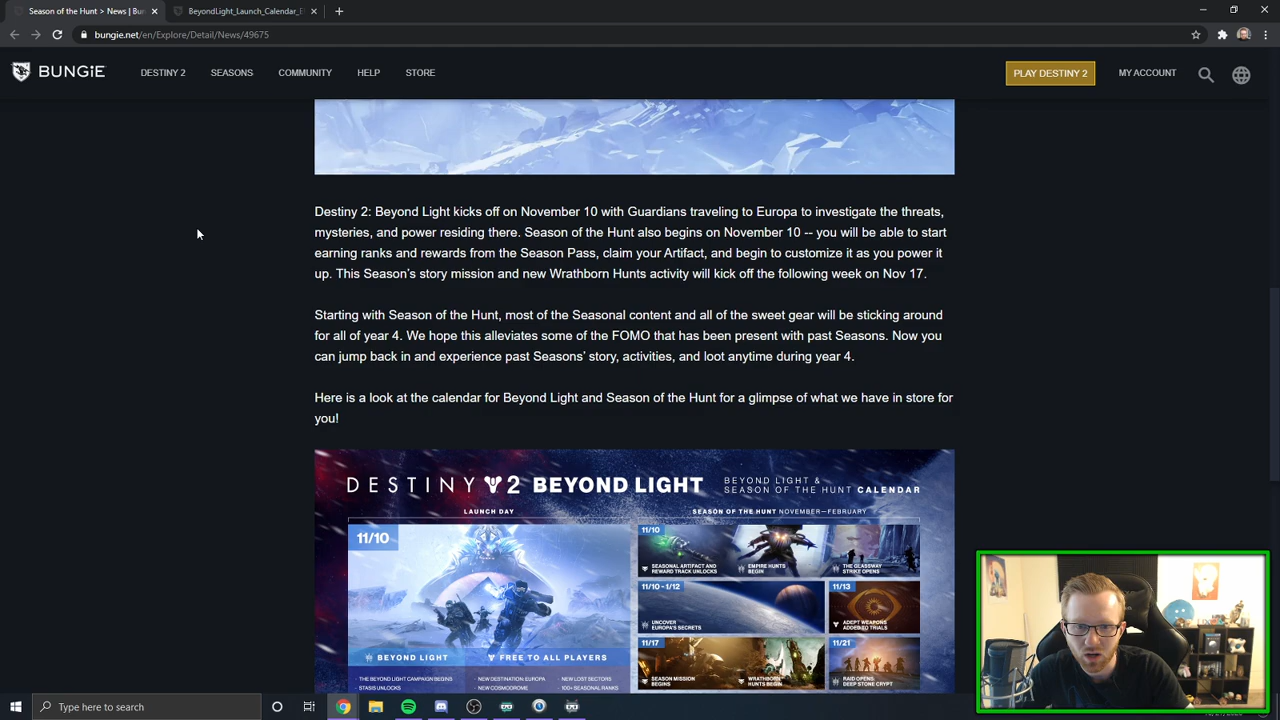 Season of the Hunt > News | Bun
BeyondLight_Launch_Calendar_E
bungie.net/en/Explore/Detail/News/49675
BUNGiE
DESTINY 2
SEASONS
COMMUNITY
HELP
STORE
PLAY DESTINY 2
MY ACCOUNT
Destiny 2: Beyond Light kicks off on November 10 with Guardians traveling to Europa to investigate the threats,
mysteries, and power residing there. Season of the Hunt also begins on November 10 -- you will be able to start
earning ranks and rewards from the Season Pass, claim your Artifact, and begin to customize it as you power it
up. This Season's story mission and new Wrathborn Hunts activity will kick off the following week on Nov 17.
Starting with Season of the Hunt, most of the Seasonal content and all of the sweet gear will be sticking around
for all of year 4. We hope this alleviates some of the FOMO that has been present with past Seasons. Now you
can jump back in and experience past Seasons' story, activities, and loot anytime during year 4.
Here is a look at the calendar for Beyond Light and Season of the Hunt for a glimpse of what we have in store for
you!
DESTINY 2 BEYOND LIGHT
BEYOND LIGHT &
SEASON OF THE HUNT CALENDAR
LAUNCH DAY
SEASON OF THE HUNT NOVEMBER—FEBRUARY
11/10
11/10
SEASONAL ARTIFACT AND
REWARD TRACK UNLOCKS
EMPIRE HUNTS
BEGIN
THE GLASSWAY
STRIKE OPENS
11/10 - 1/12
UNCOVER
EUROPA'S SECRETS
11/13
ADEPT WEAPONS
ADDED TO TRIALS
11/17
SEASON MISSION
BEGINS
WRATHBORN
HUNTS BEGIN
11/21
RAID OPENS
DEEP STONE CRYPT
BEYOND LIGHT
FREE TO ALL PLAYERS
· THE BEYOND LIGHT CAMPAIGN BEGINS
· STASIS UNLOCKS
· NEW DESTINATION: EUROPA
· NEW COSMODROME
· NEW LOST SECTORS
· 100+ SEASONAL RANKS
Type here to search